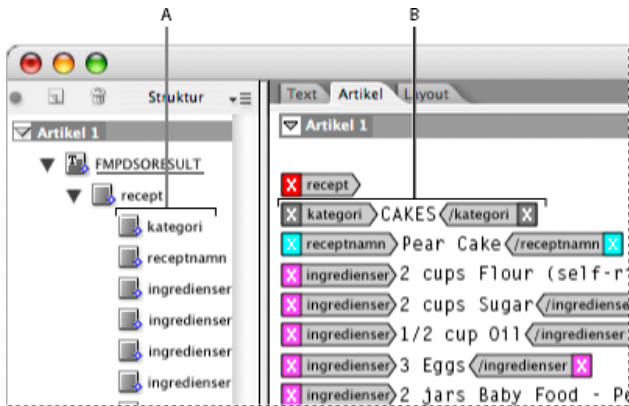 A
B
Struktur
Artikel 1
FMPDSORESULT
recept
kategori
receptnamn
ingredienser
ingredienser
ingredienser
ingredienser
Text Artikel Layout
Artikel 1
X recept
X kategori CAKES /kategori X
X receptnamn Pear Cake /receptnamn X
X ingredienser 2 cups Flour (self-r
X ingredienser 2 cups Sugar /ingrediense
X ingredienser 1/2 cup Oil /ingredienser
X ingredienser 3 Eggs /ingredienser X
X ingredienser 2 jars Baby Food - Pe